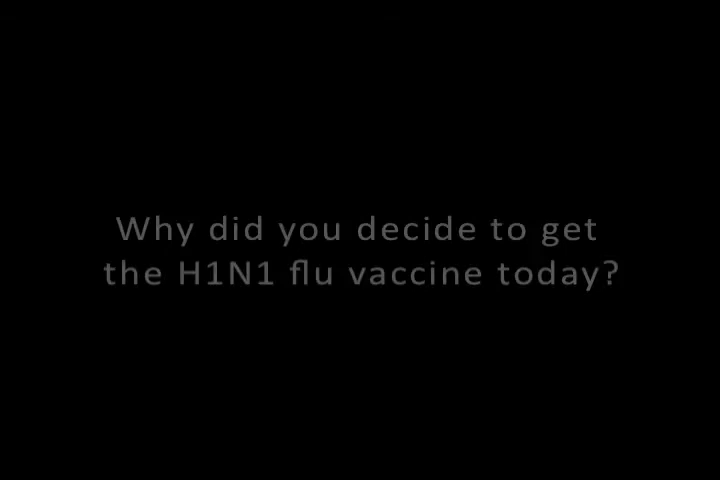 Why did you decide to get
the H1N1 flu vaccine today?